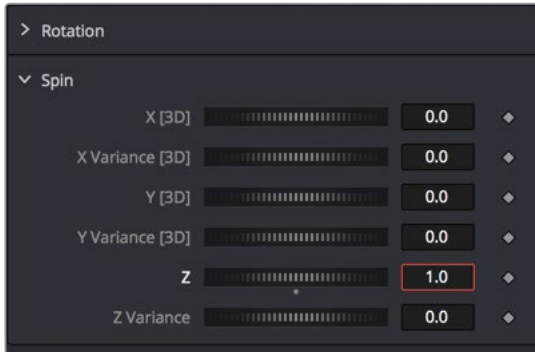 Rotation
Spin
X [3D] 0.0
X Variance [3D] 0.0
Y [3D] 0.0
Y Variance [3D] 0.0
Z 1.0
Z Variance 0.0